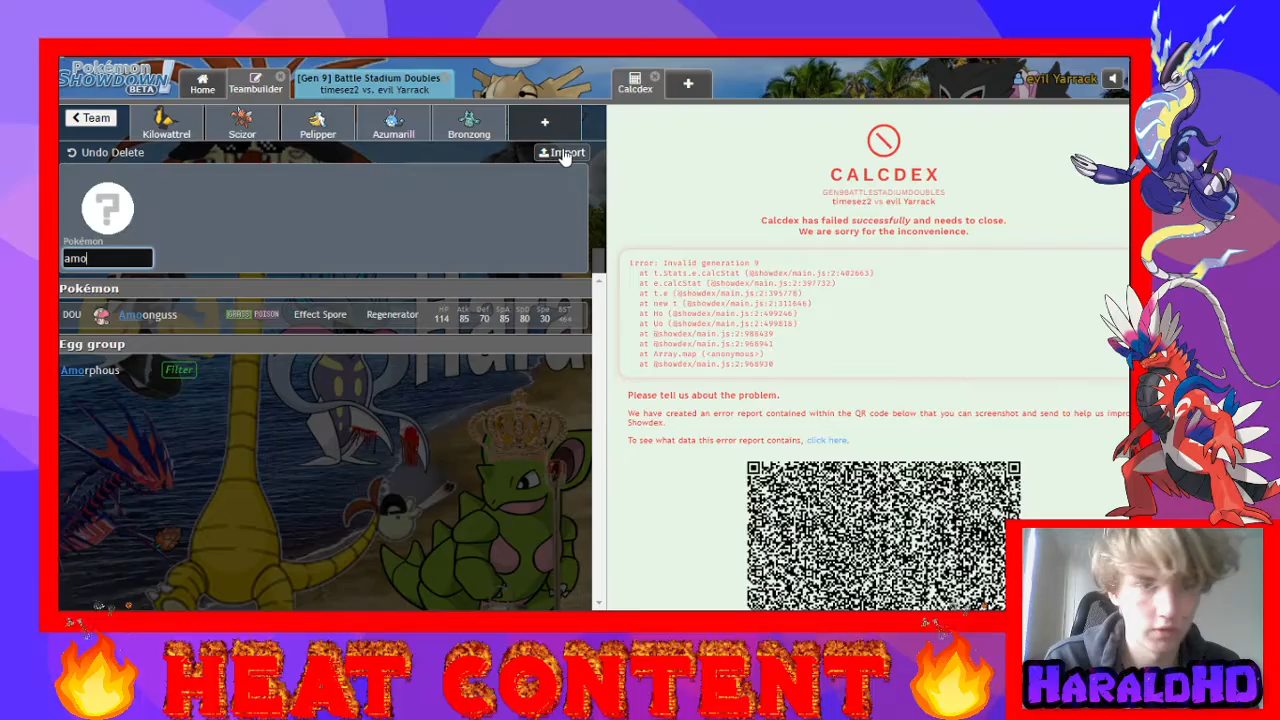 Pokémon
SHOWDOWN!
BETA
Home
Teambuilder
[Gen 9] Battle Stadium Doubles
timesez2 vs. evil Yarrack
Calcdex
+
evil Yarrack
< Team
Kilowattrel
Scizor
Pelipper
Azumarill
Bronzong
+
Undo Delete
Import
?
Pokémon
amo
Pokémon
DOU
Amoonguss
GRASS POISON
Effect Spore
Regenerator
HP Atk Def SpA SpD Spe BST
114 85 70 85 80 30 464
Egg group
Amorphous
Filter
CALCDEX
GEN9BATTLESTADIUMDOUBLES
timesez2 vs evil Yarrack
Calcdex has failed successfully and needs to close.
We are sorry for the inconvenience.
Error: Invalid generation 9
at t.Stats.e.calcStat (@showdex/main.js:2:402663)
at e.calcStat (@showdex/main.js:2:397732)
at t.e (@showdex/main.js:2:395778)
at new t (@showdex/main.js:2:311646)
at Ho (@showdex/main.js:2:499246)
at Uo (@showdex/main.js:2:499818)
at @showdex/main.js:2:988439
at @showdex/main.js:2:968941
at Array.map (<anonymous>)
at @showdex/main.js:2:968930
Please tell us about the problem.
We have created an error report contained within the QR code below that you can screenshot and send to help us impro
Showdex.
To see what data this error report contains, click here.
HEAT CONTENT
HARALDHD